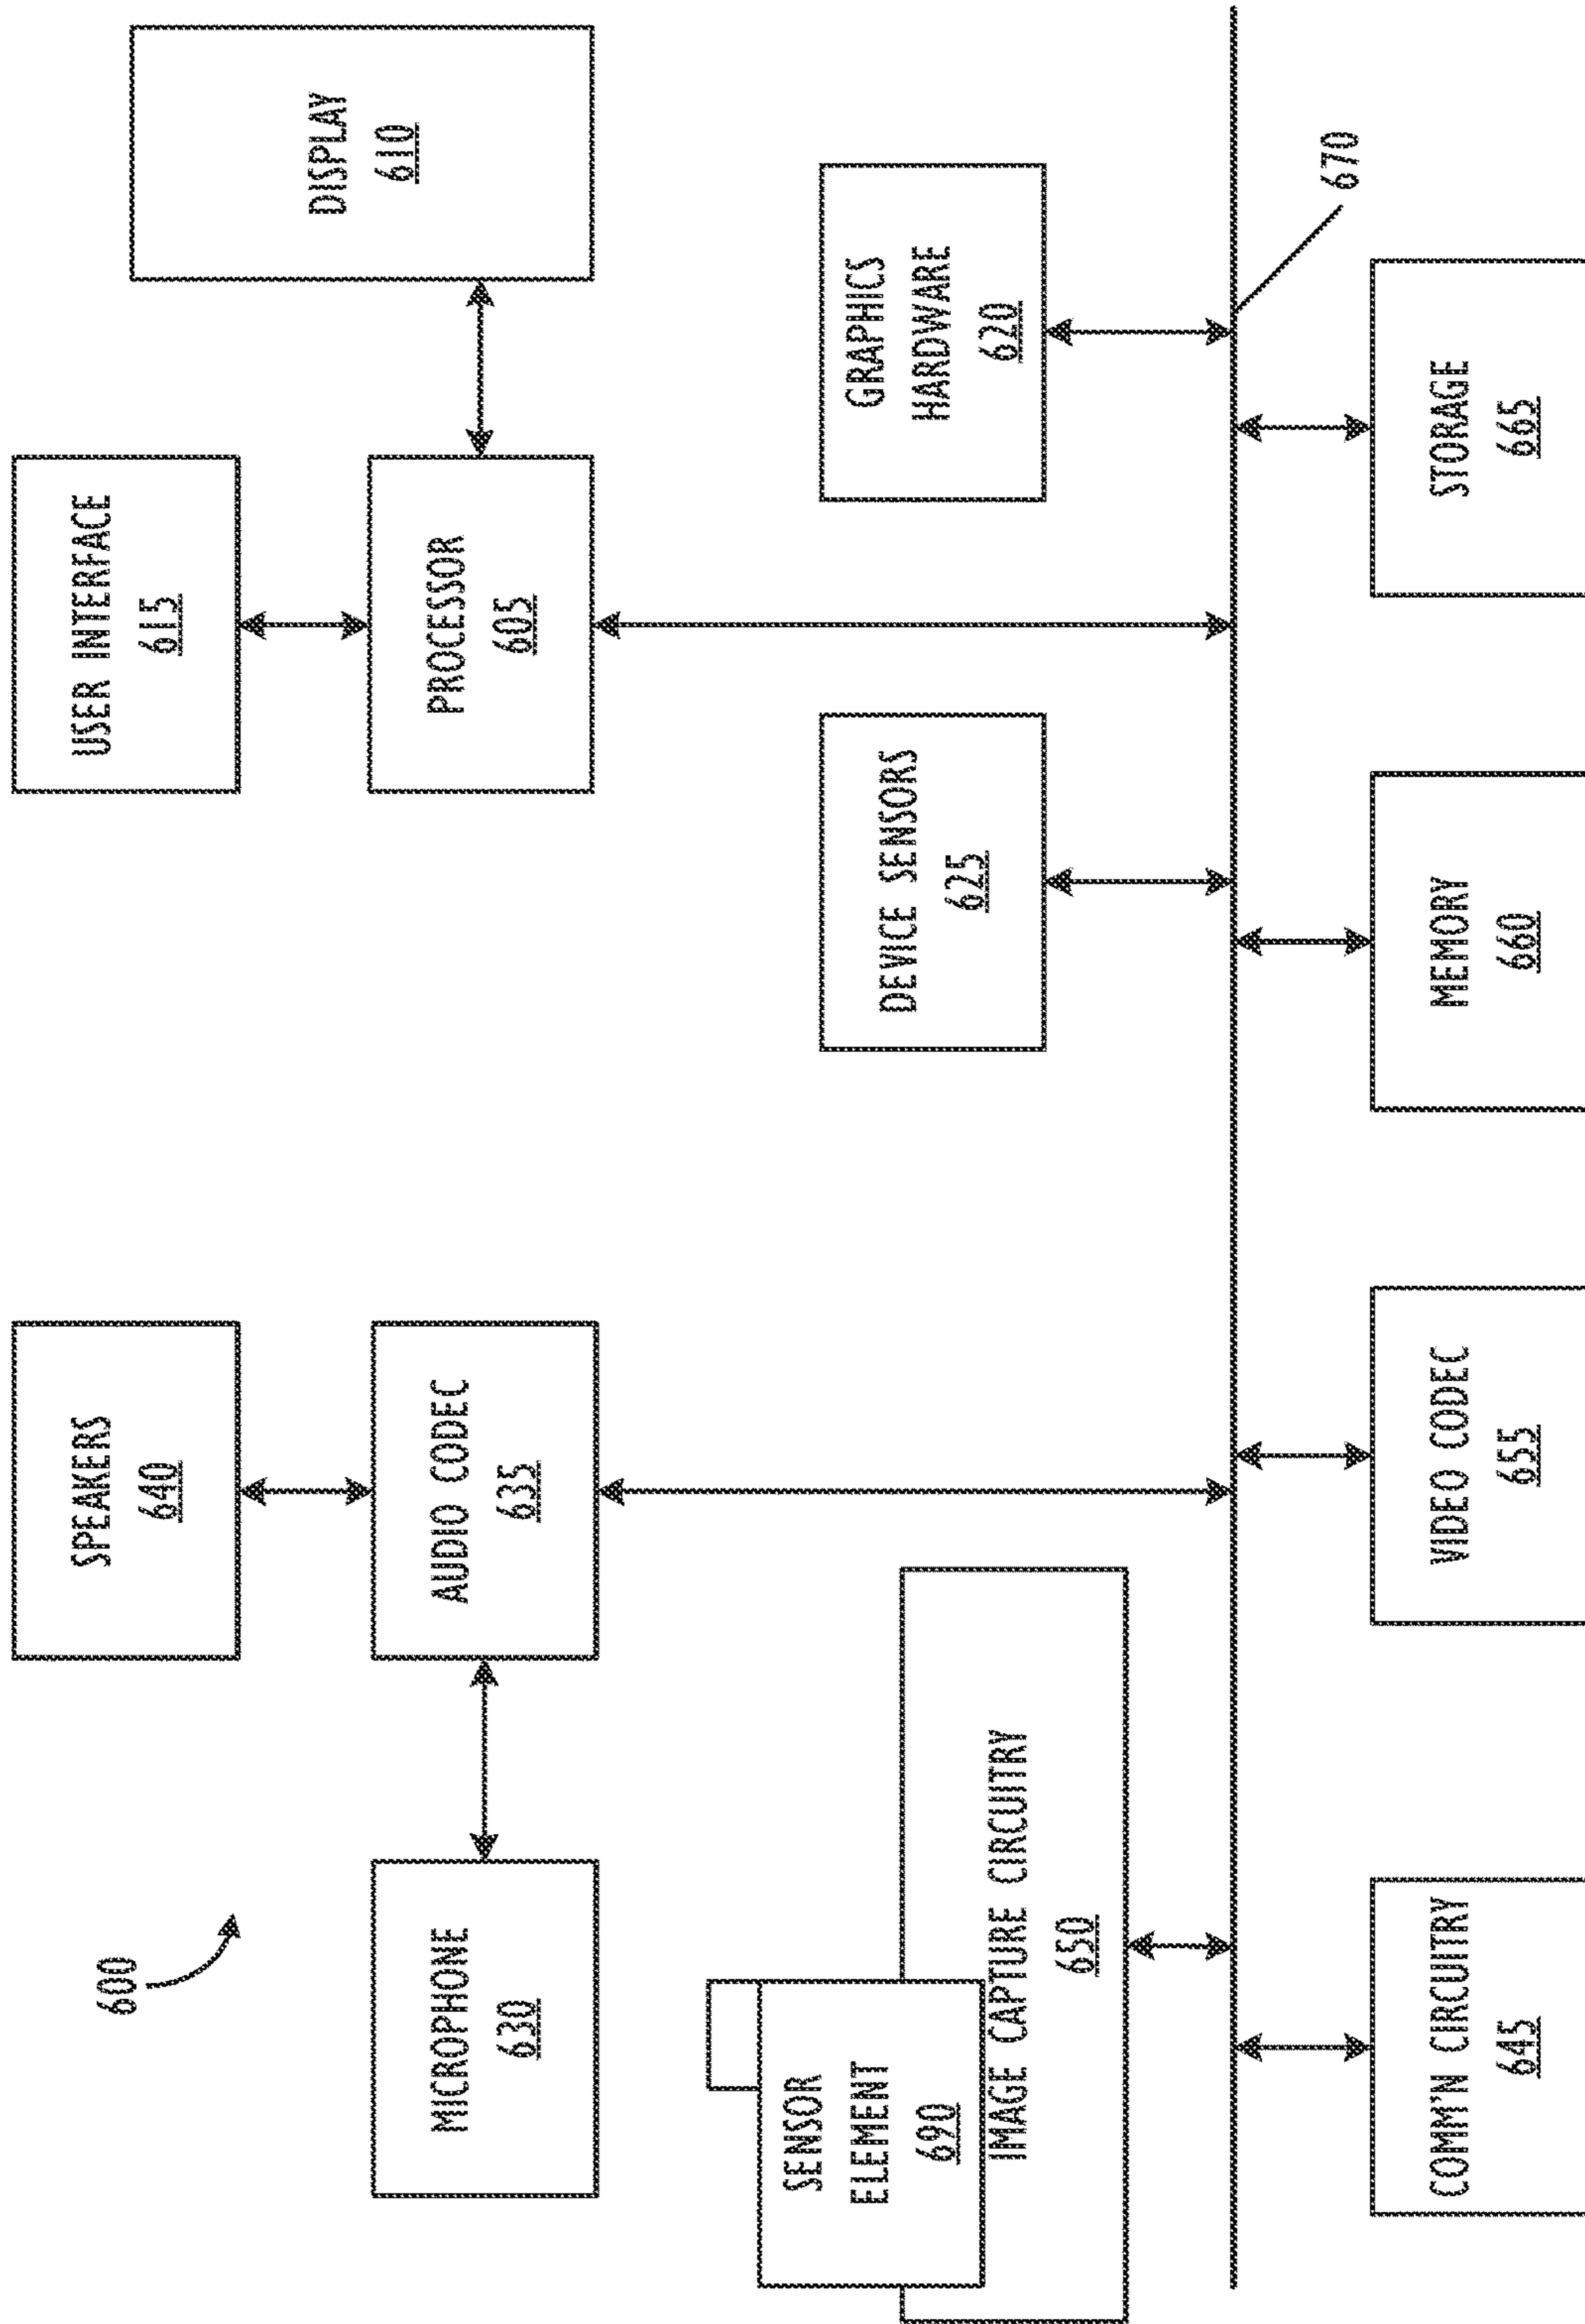 600
SPEAKERS
640
USER INTERFACE
615
MICROPHONE
630
AUDIO CODEC
635
PROCESSOR
605
DISPLAY
610
SENSOR
ELEMENT
690
IMAGE CAPTURE CIRCUITRY
650
DEVICE SENSORS
625
GRAPHICS
HARDWARE
620
670
COMM'N CIRCUITRY
645
VIDEO CODEC
655
MEMORY
660
STORAGE
665